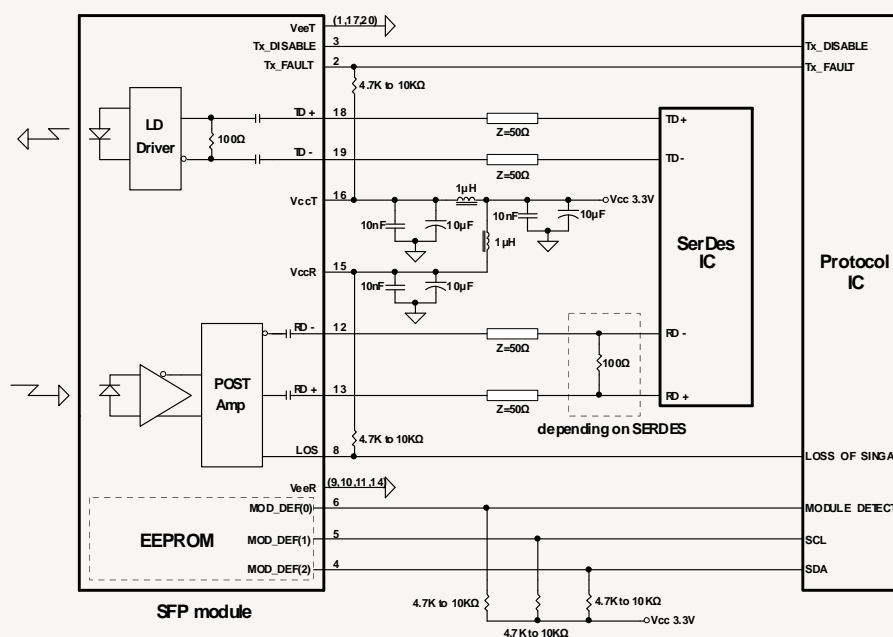 VeeT (1,17,20)
Tx_DISABLE 3 Tx_DISABLE
Tx_FAULT 2 Tx_FAULT
4.7K to 10KΩ
LD
Driver
100Ω
TD+ 18 TD+
Z=50Ω
TD- 19 TD-
Z=50Ω
1µH
VccT 16 Vcc 3.3V
10nF 10µF 10nF 10µF
1µH
SerDes
IC
Protocol
IC
VccR 15
10nF 10µF
RD- 12 RD-
Z=50Ω
100Ω
POST
Amp
RD+ 13 RD+
Z=50Ω
depending on SERDES
4.7K to 10KΩ
LOS 8 LOSS OF SINGA
VeeR (9,10,11,14)
MOD_DEF(0) 6 MODULE DETECT
EEPROM
MOD_DEF(1) 5 SCL
MOD_DEF(2) 4 SDA
4.7K to 10KΩ 4.7K to 10KΩ
SFP module
Vcc 3.3V
4.7K to 10KΩ